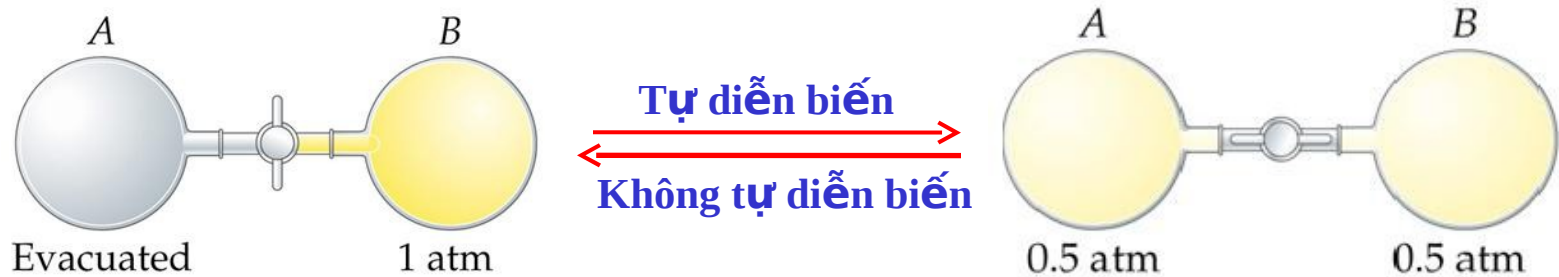 A B
Evacuated 1 atm
Tự diễn biến
Không tự diễn biến
A B
0.5 atm 0.5 atm